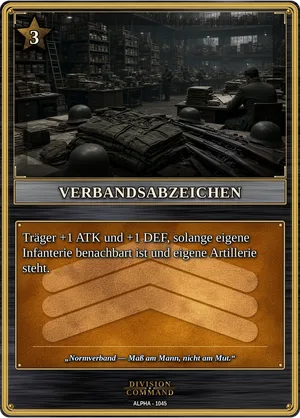 3
VERBANDSABZEICHEN
Träger +1 ATK und +1 DEF, solange eigene
Infanterie benachbart ist und eigene Artillerie
steht.
„Normverband — Maß am Mann, nicht am Mut.“
DIVISION
COMMAND
ALPHA - 1045